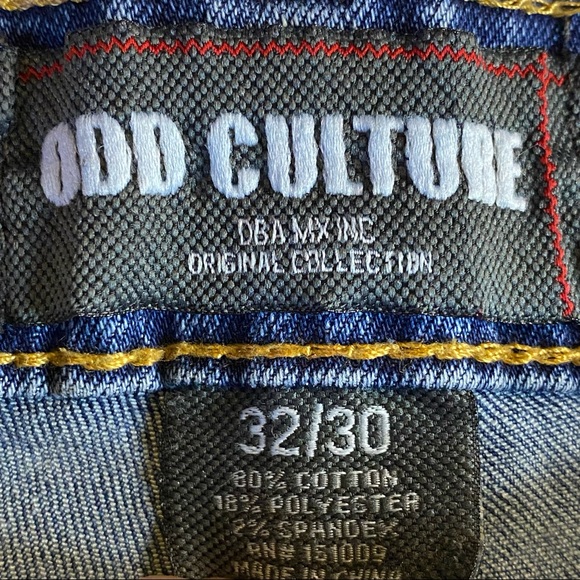 ODD CULTURE
DBA MX INC
ORIGINAL COLLECTION
32/30
80% COTTON
18% POLYESTER
2% SPANDEX
RN# 151009
MADE IN CHINA